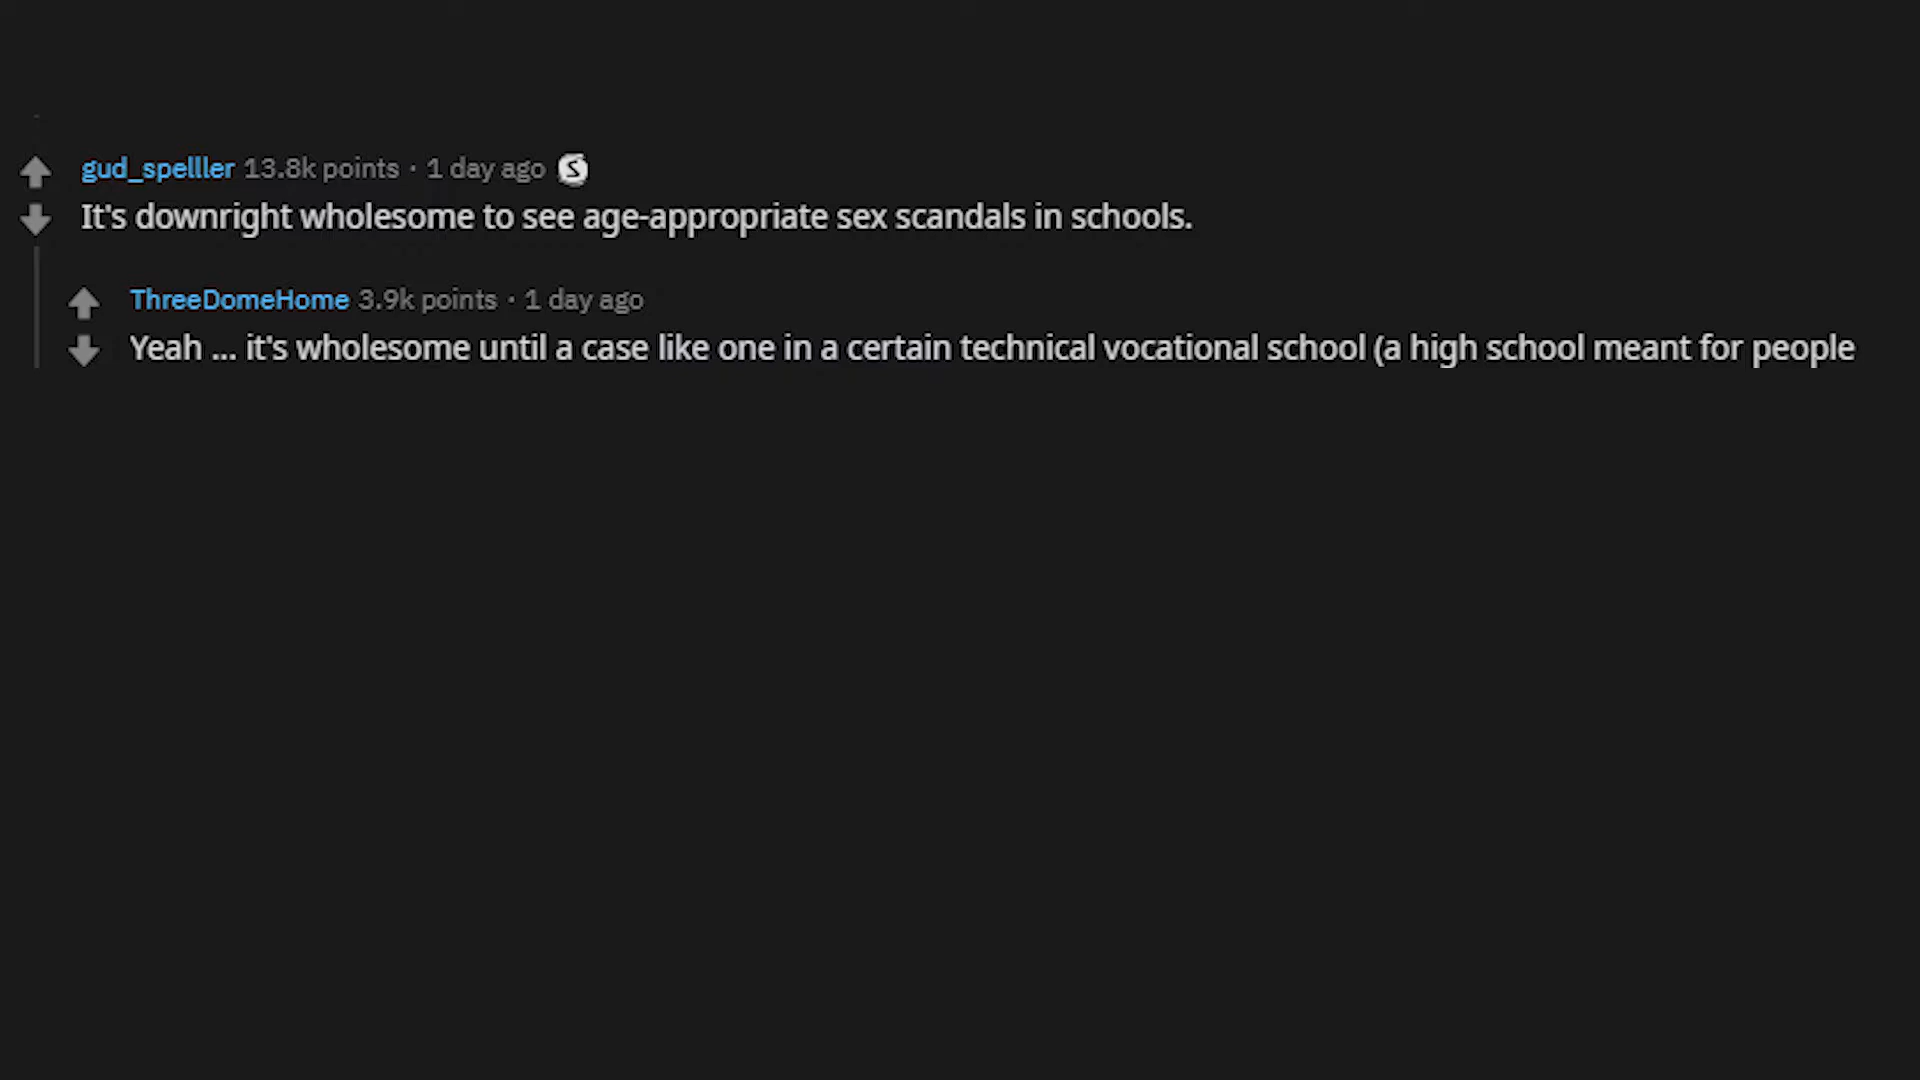 gud_spelller 13.8k points · 1 day ago S
It's downright wholesome to see age-appropriate sex scandals in schools.
ThreeDomeHome 3.9k points · 1 day ago
Yeah ... it's wholesome until a case like one in a certain technical vocational school (a high school meant for people